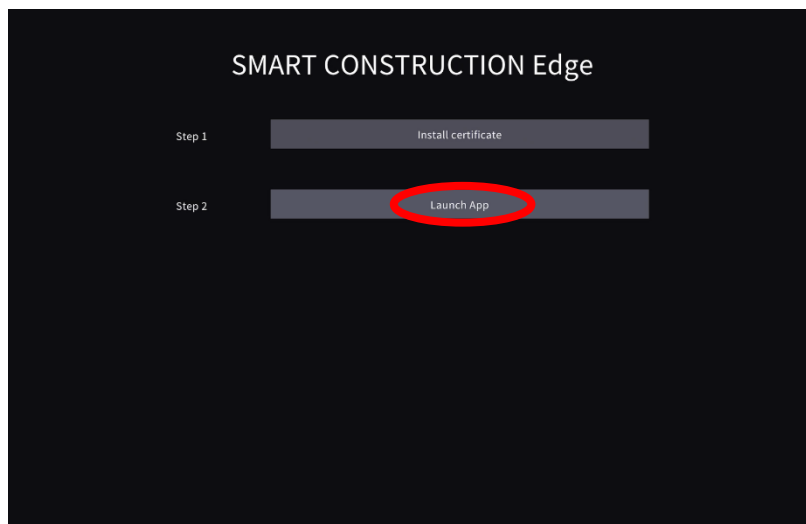 SMART CONSTRUCTION Edge
Step 1
Install certificate
Step 2
Launch App